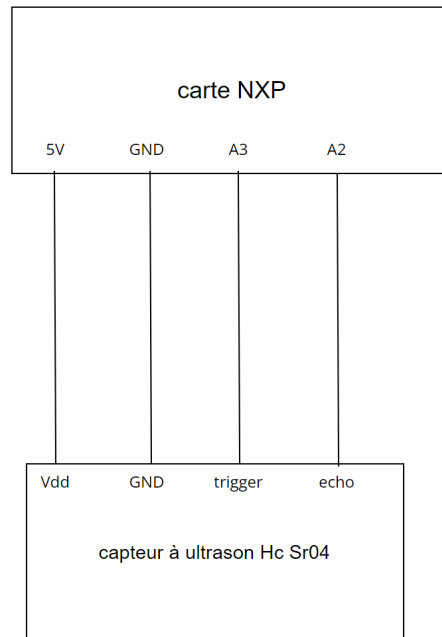 carte NXP
5V GND A3 A2
Vdd GND trigger echo
capteur à ultrason Hc Sr04